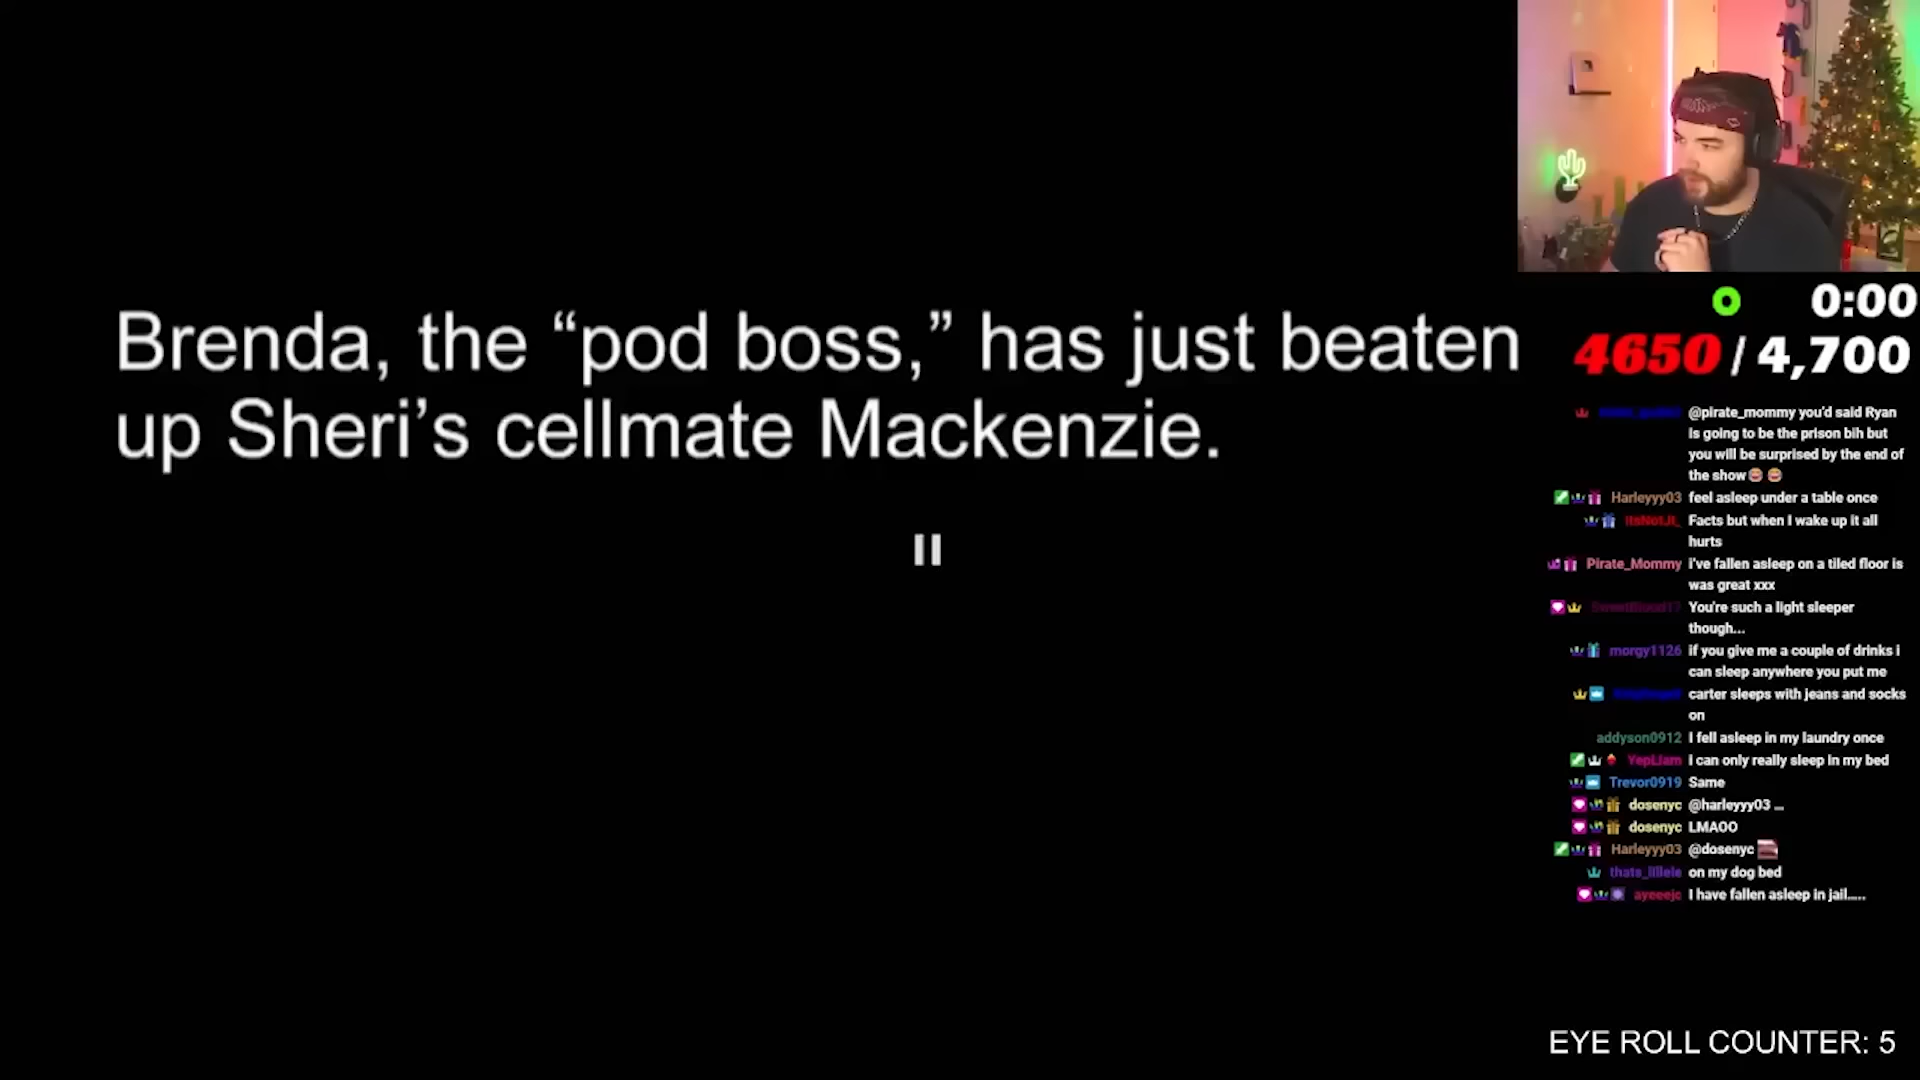 Brenda, the “pod boss,” has just beaten
up Sheri’s cellmate Mackenzie.
0:00
4650 / 4,700
@pirate_mommy you'd said Ryan
is going to be the prison bih but
you will be surprised by the end of
the show
Harleyyy03 feel asleep under a table once
Facts but when I wake up it all
hurts
Pirate_Mommy i've fallen asleep on a tiled floor is
was great xxx
You're such a light sleeper
though...
morgy1126 if you give me a couple of drinks i
can sleep anywhere you put me
carter sleeps with jeans and socks
on
addyson0912 I fell asleep in my laundry once
YepLiam I can only really sleep in my bed
Trevor0919 Same
dosenyc @harleyyy03 ...
dosenyc LMAOO
Harleyyy03 @dosenyc
thats_lillele on my dog bed
ayeeejc I have fallen asleep in jail.....
EYE ROLL COUNTER: 5